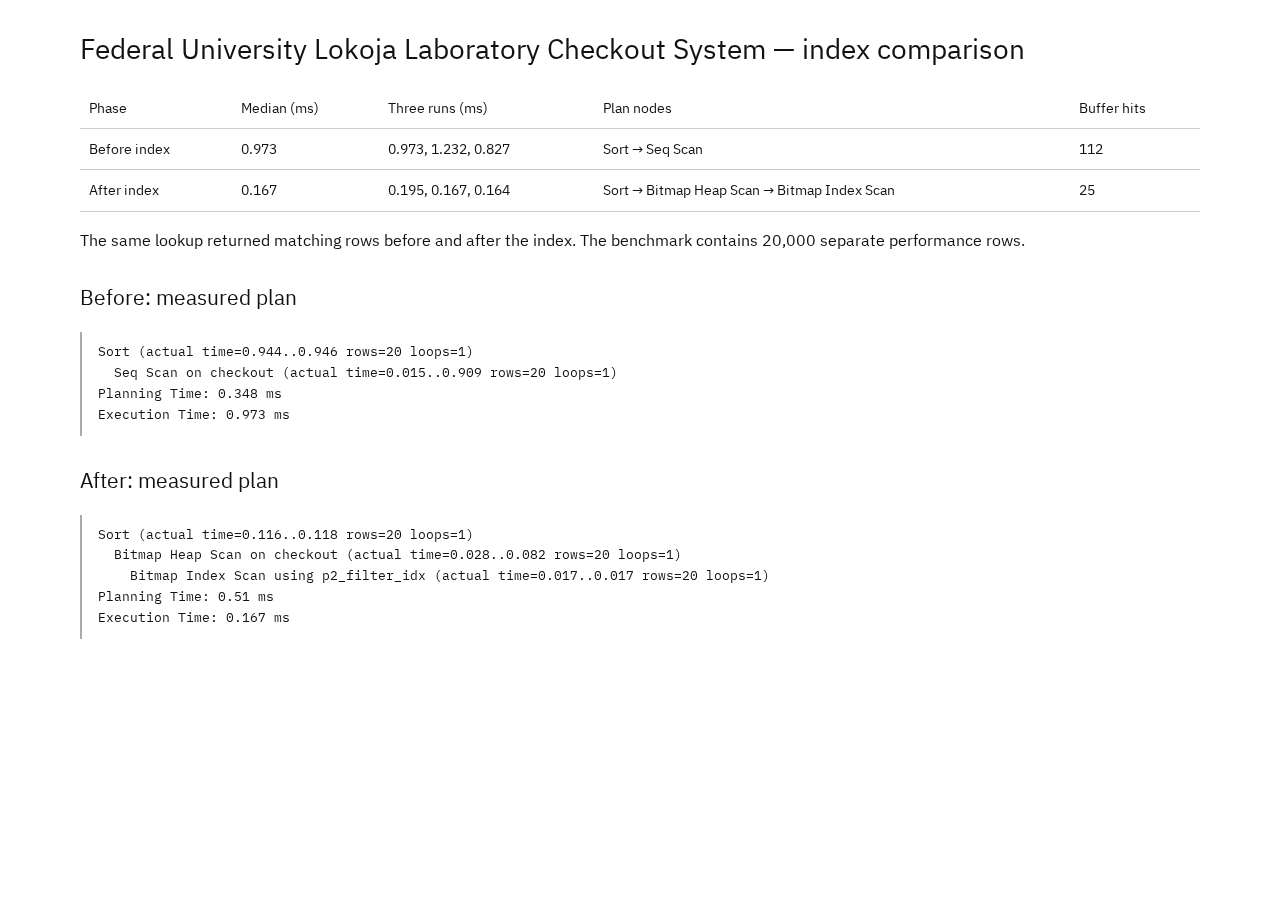 Federal University Lokoja Laboratory Checkout System — index comparison
Phase Median (ms) Three runs (ms) Plan nodes Buffer hits
Before index 0.973 0.973, 1.232, 0.827 Sort → Seq Scan 112
After index 0.167 0.195, 0.167, 0.164 Sort → Bitmap Heap Scan → Bitmap Index Scan 25
The same lookup returned matching rows before and after the index. The benchmark contains 20,000 separate performance rows.
Before: measured plan
Sort (actual time=0.944..0.946 rows=20 loops=1)
  Seq Scan on checkout (actual time=0.015..0.909 rows=20 loops=1)
Planning Time: 0.348 ms
Execution Time: 0.973 ms
After: measured plan
Sort (actual time=0.116..0.118 rows=20 loops=1)
  Bitmap Heap Scan on checkout (actual time=0.028..0.082 rows=20 loops=1)
    Bitmap Index Scan using p2_filter_idx (actual time=0.017..0.017 rows=20 loops=1)
Planning Time: 0.51 ms
Execution Time: 0.167 ms